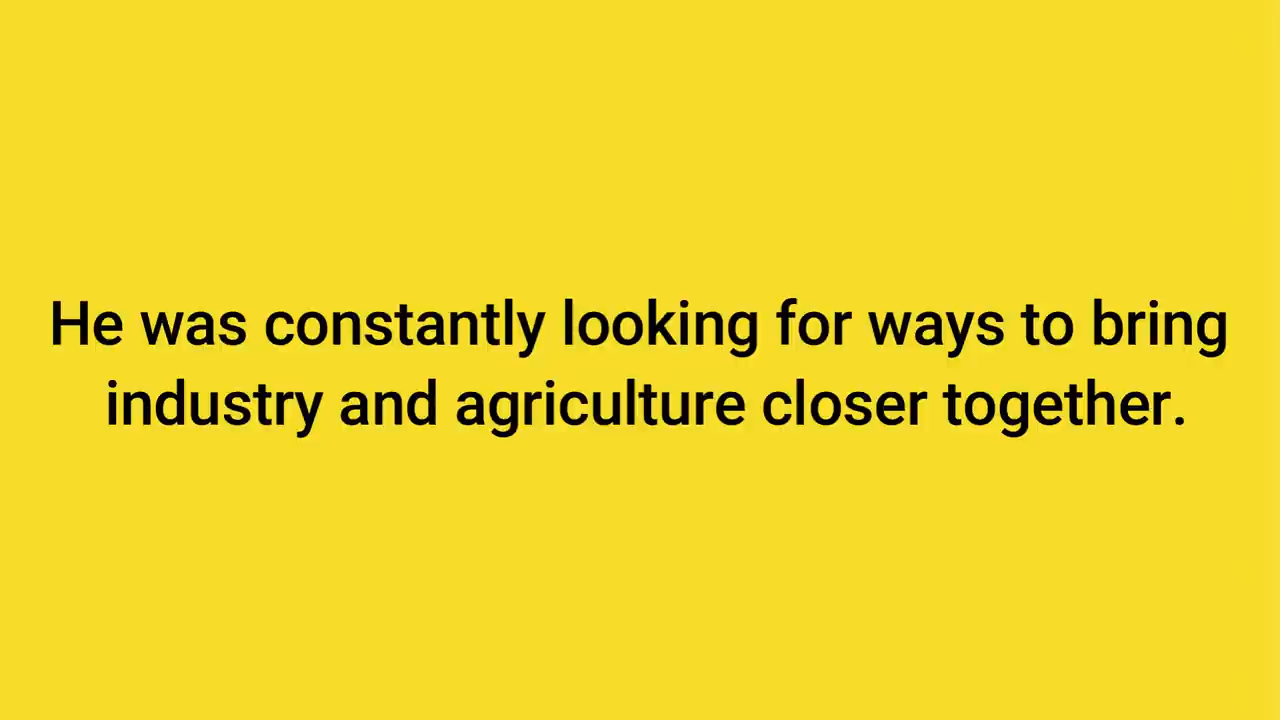 He was constantly looking for ways to bring
industry and agriculture closer together.